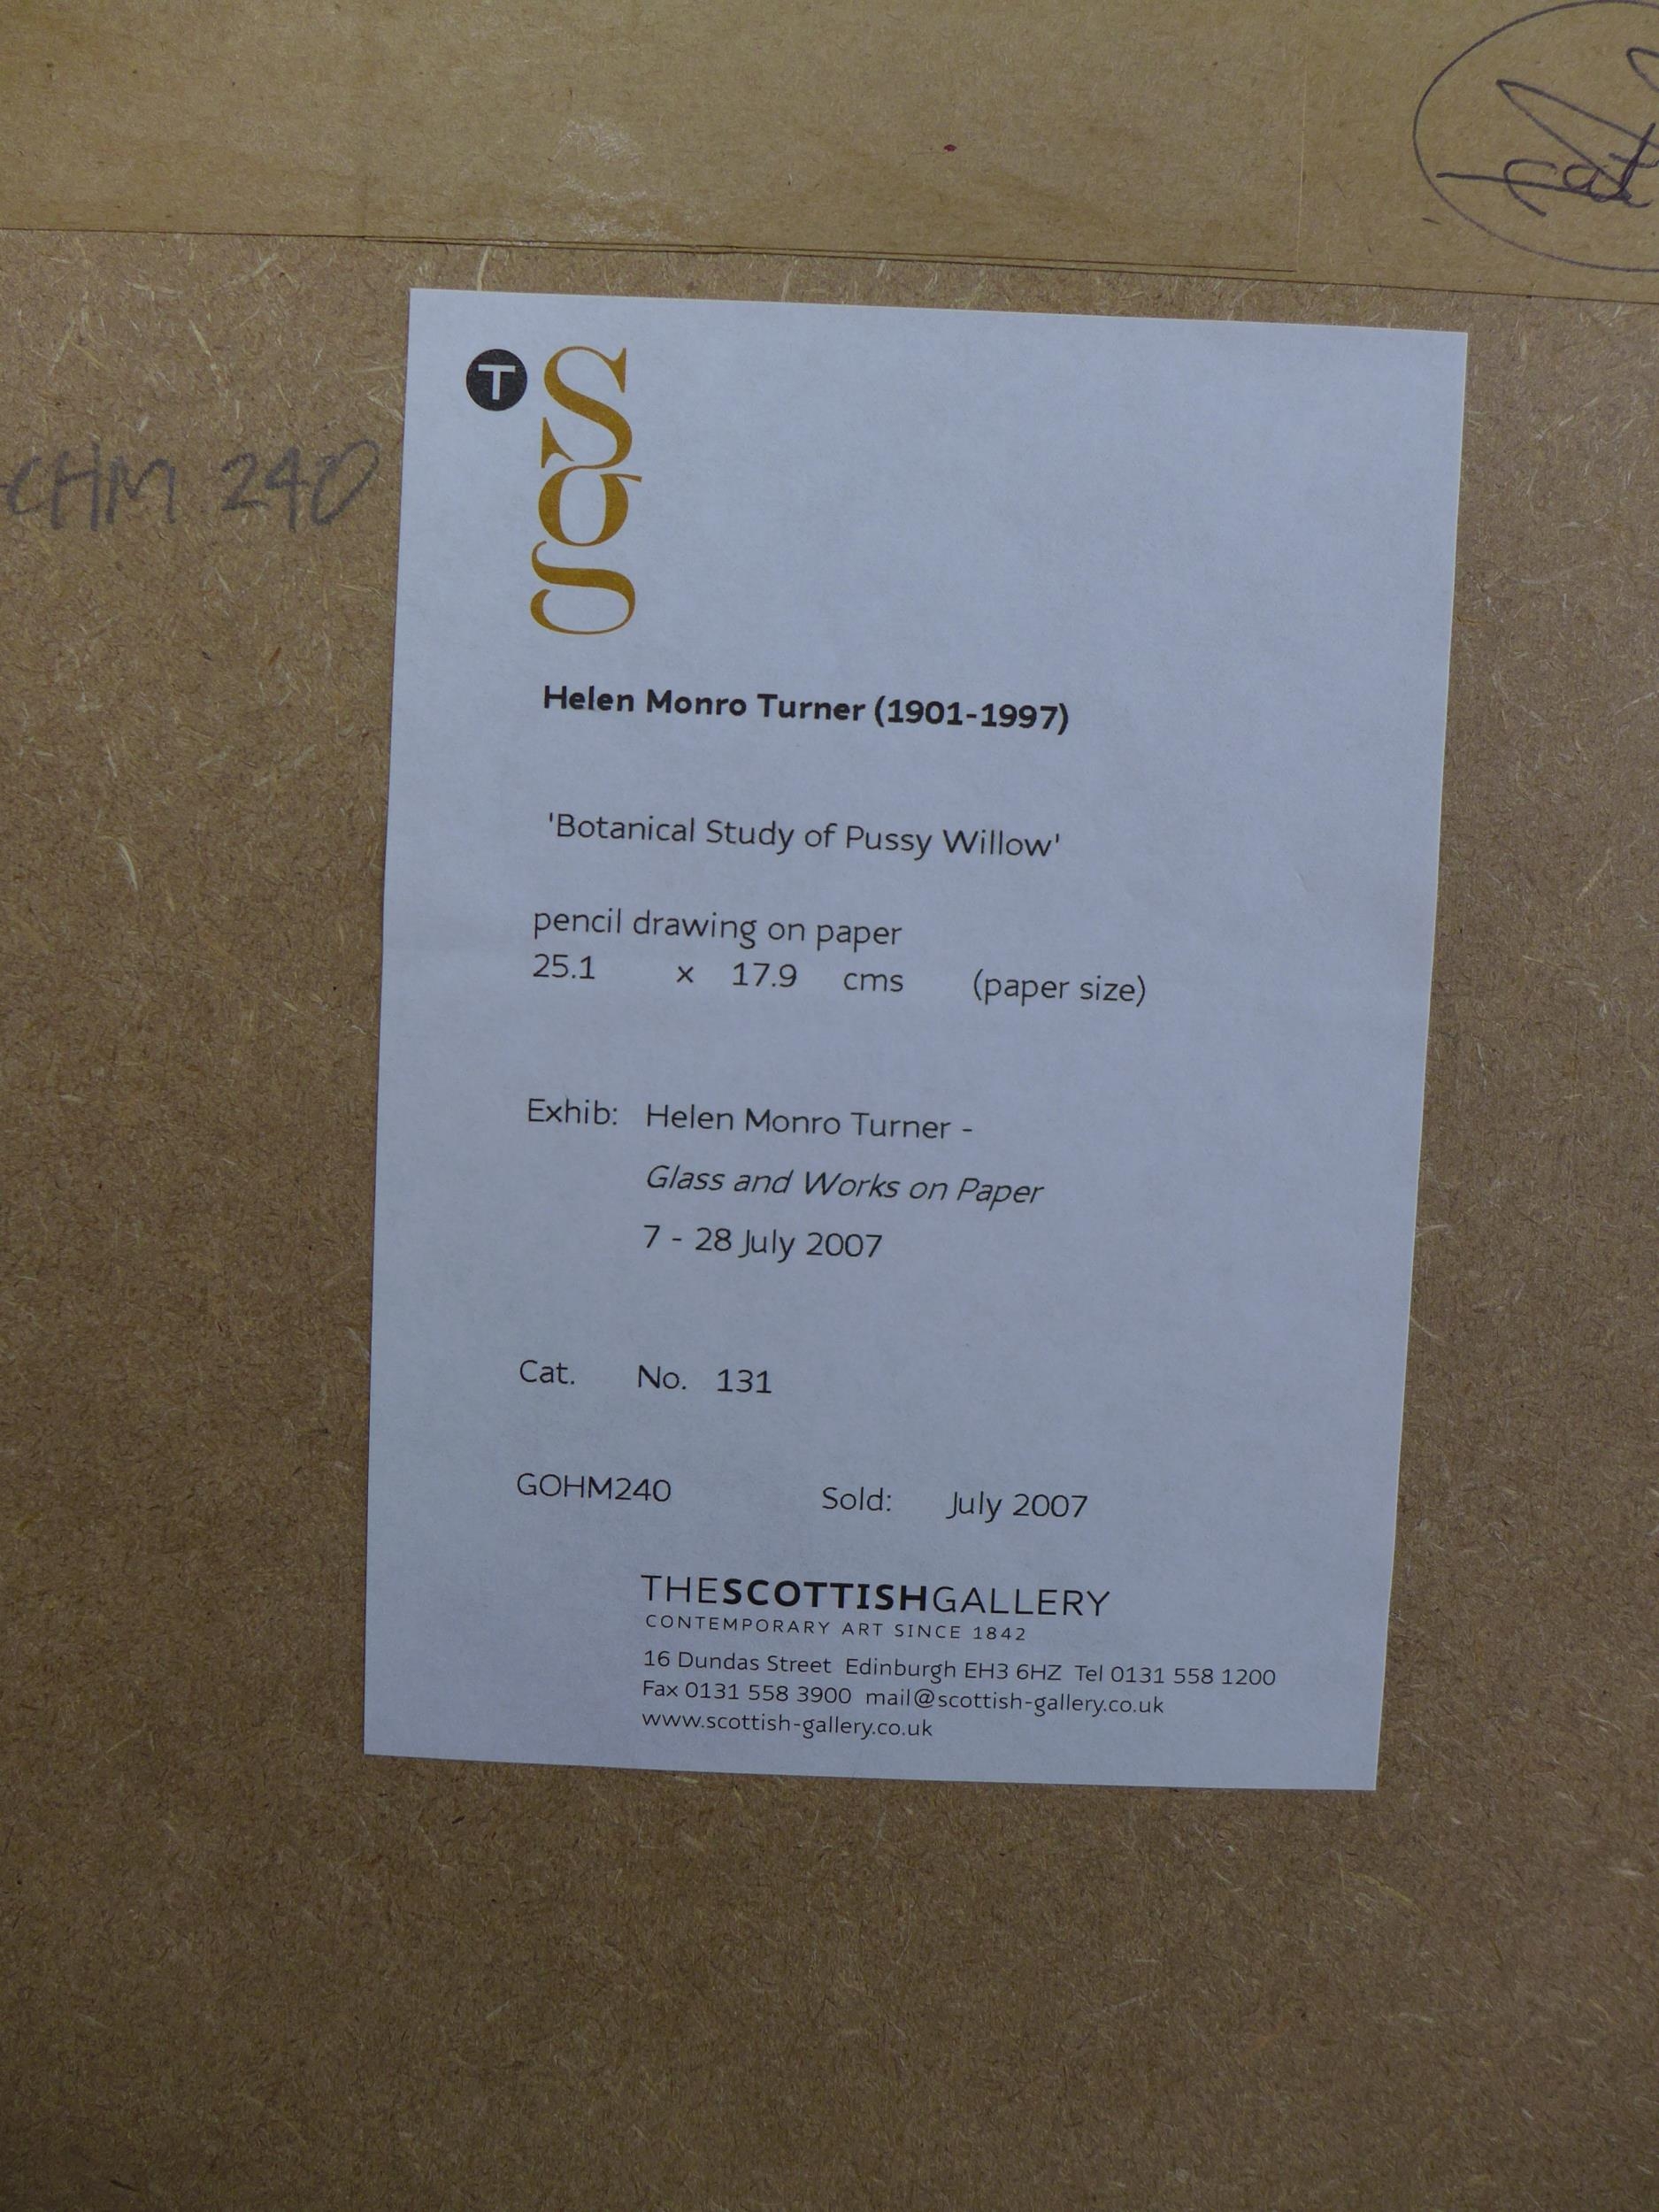 T
sg
CHM 240
Helen Monro Turner (1901-1997)
'Botanical Study of Pussy Willow'
pencil drawing on paper
25.1 x 17.9 cms (paper size)
Exhib: Helen Monro Turner -
Glass and Works on Paper
7 - 28 July 2007
Cat. No. 131
GOHM240 Sold: July 2007
THESCOTTISHGALLERY
CONTEMPORARY ART SINCE 1842
16 Dundas Street Edinburgh EH3 6HZ Tel 0131 558 1200
Fax 0131 558 3900 mail@scottish-gallery.co.uk
www.scottish-gallery.co.uk